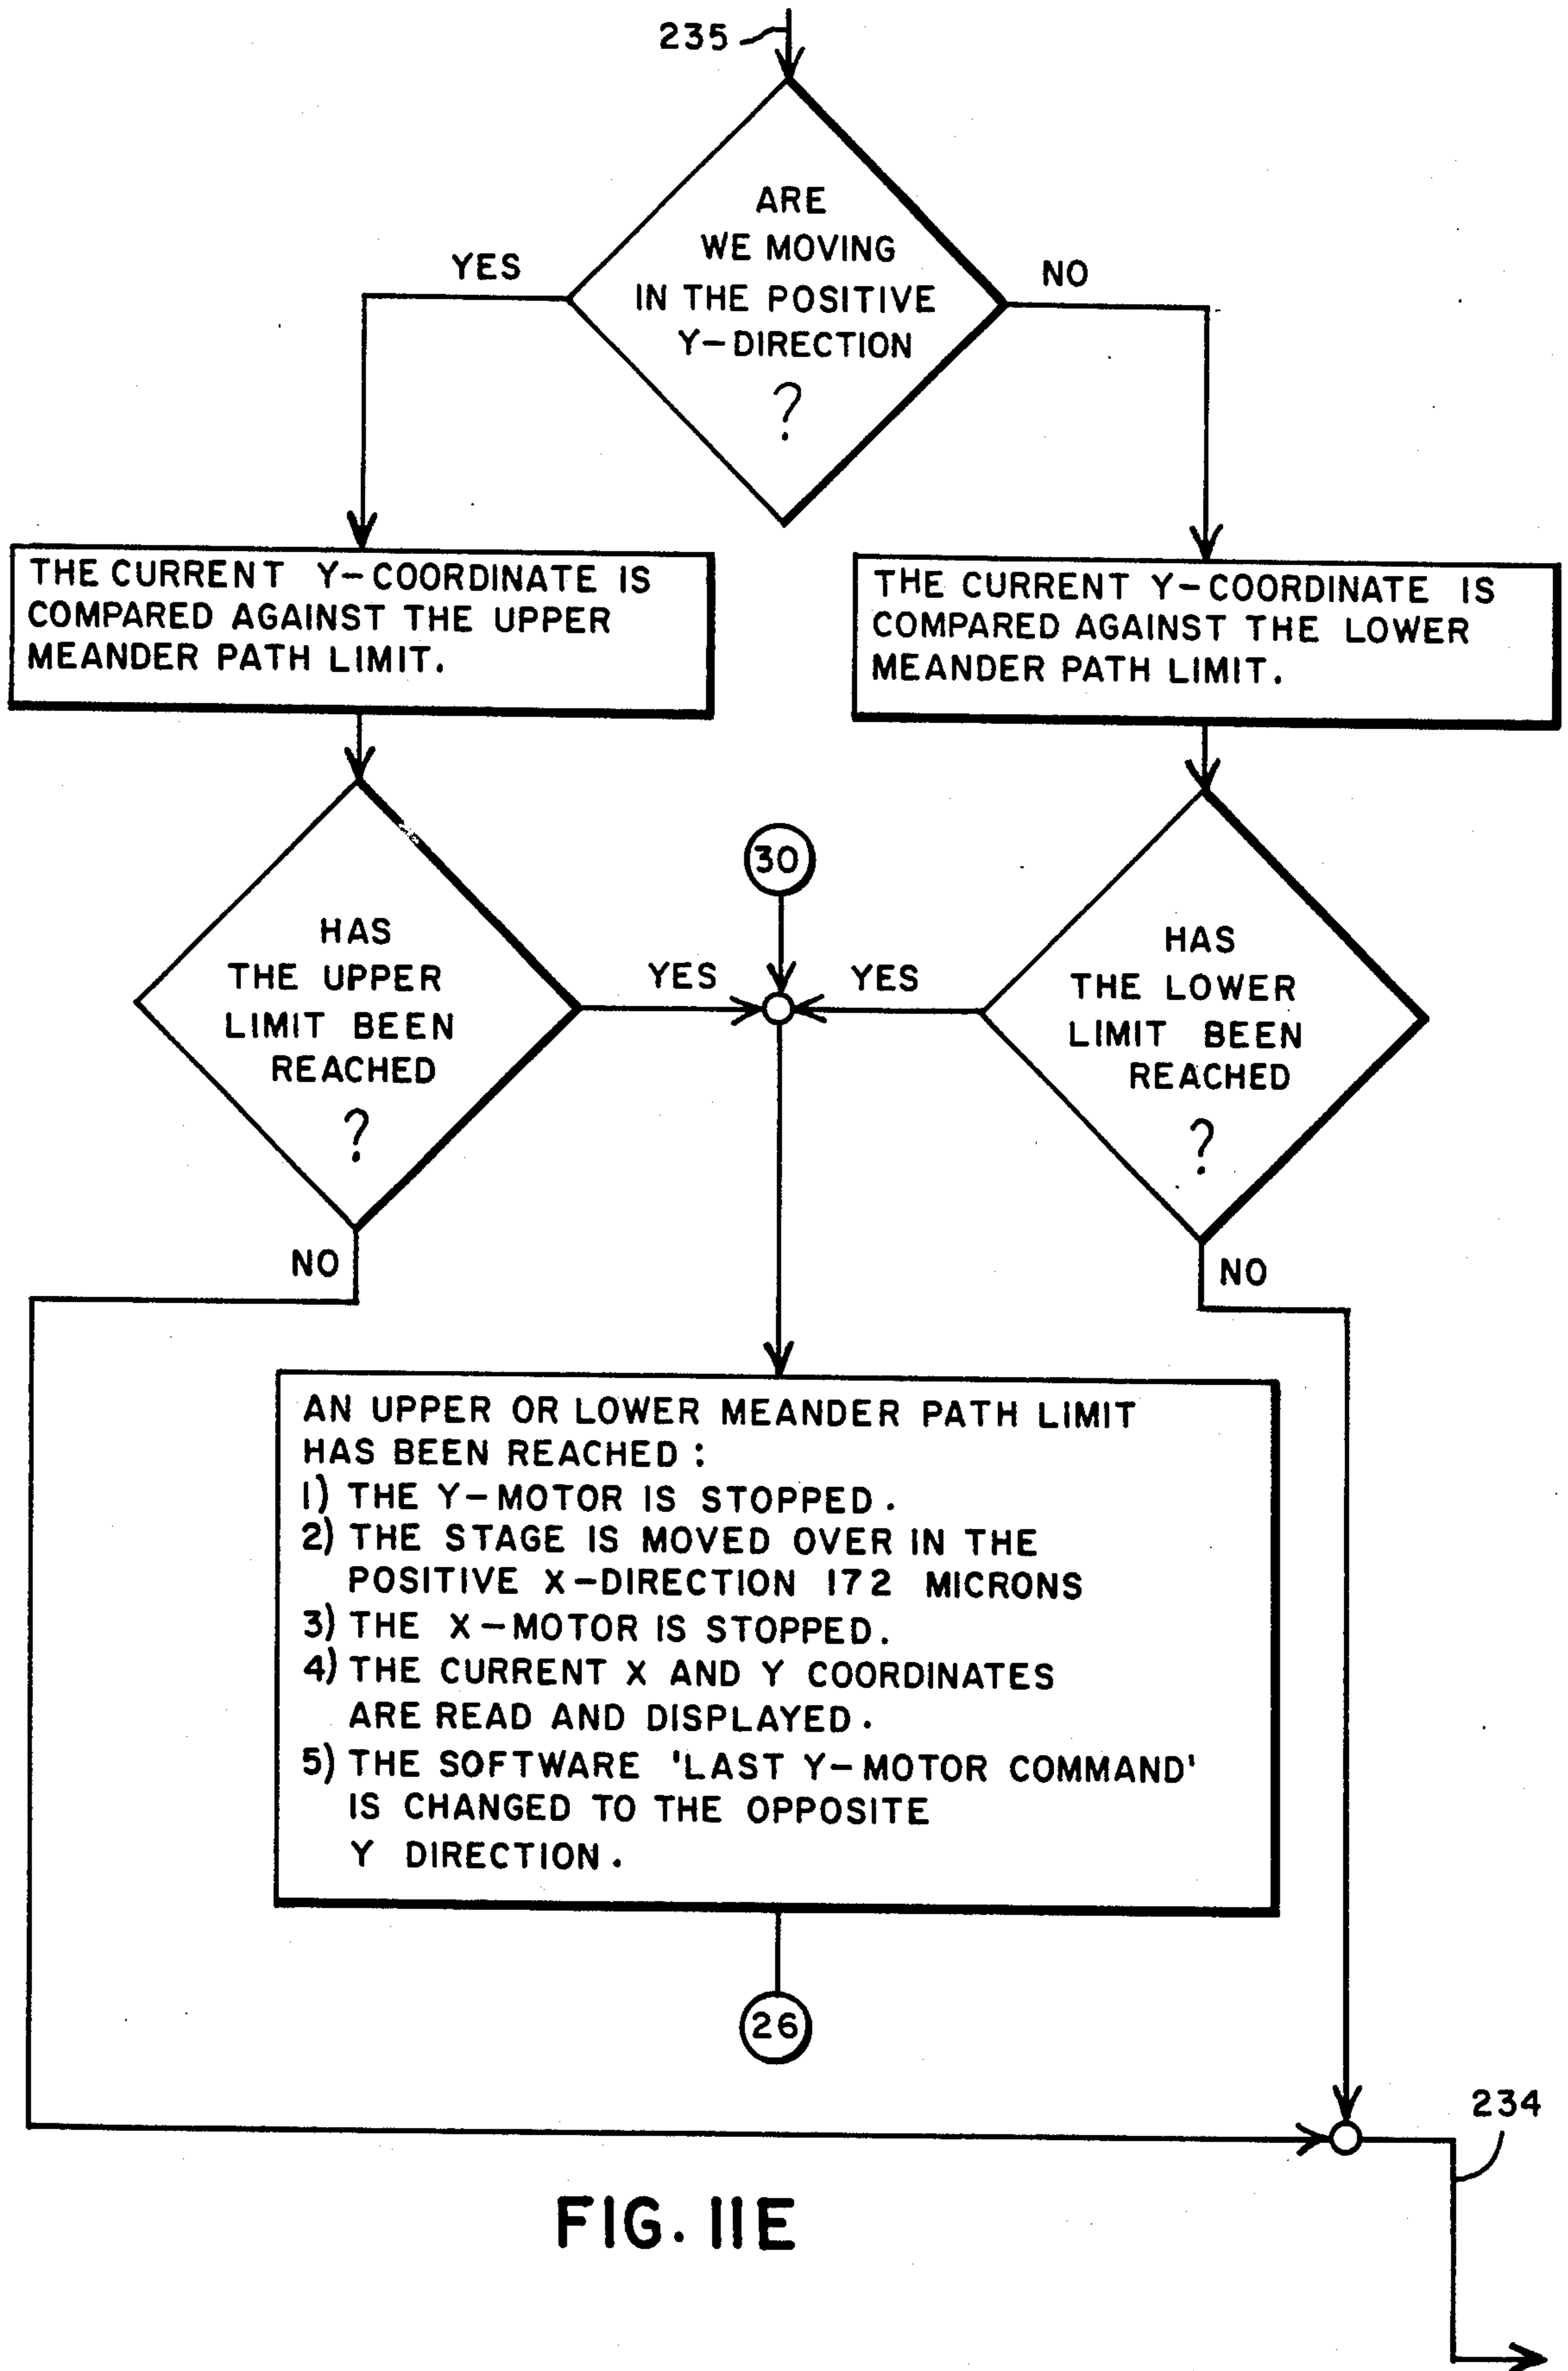 235
ARE
WE MOVING
IN THE POSITIVE
Y-DIRECTION
?
YES
NO
THE CURRENT Y-COORDINATE IS
COMPARED AGAINST THE UPPER
MEANDER PATH LIMIT.
THE CURRENT Y-COORDINATE IS
COMPARED AGAINST THE LOWER
MEANDER PATH LIMIT.
30
HAS
THE UPPER
LIMIT BEEN
REACHED
?
YES
YES
HAS
THE LOWER
LIMIT BEEN
REACHED
?
NO
NO
AN UPPER OR LOWER MEANDER PATH LIMIT
HAS BEEN REACHED :
1) THE Y-MOTOR IS STOPPED.
2) THE STAGE IS MOVED OVER IN THE
POSITIVE X-DIRECTION 172 MICRONS
3) THE X-MOTOR IS STOPPED.
4) THE CURRENT X AND Y COORDINATES
ARE READ AND DISPLAYED.
5) THE SOFTWARE 'LAST Y-MOTOR COMMAND'
IS CHANGED TO THE OPPOSITE
Y DIRECTION.
26
234
FIG. 11E